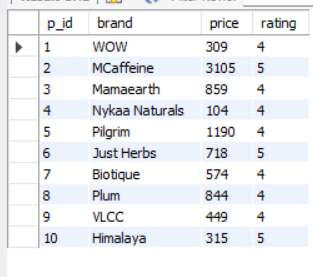 p_id brand price rating
1 WOW 309 4
2 MCaffeine 3105 5
3 Mamaearth 859 4
4 Nykaa Naturals 104 4
5 Pilgrim 1190 4
6 Just Herbs 718 5
7 Biotique 574 4
8 Plum 844 4
9 VLCC 449 4
10 Himalaya 315 5